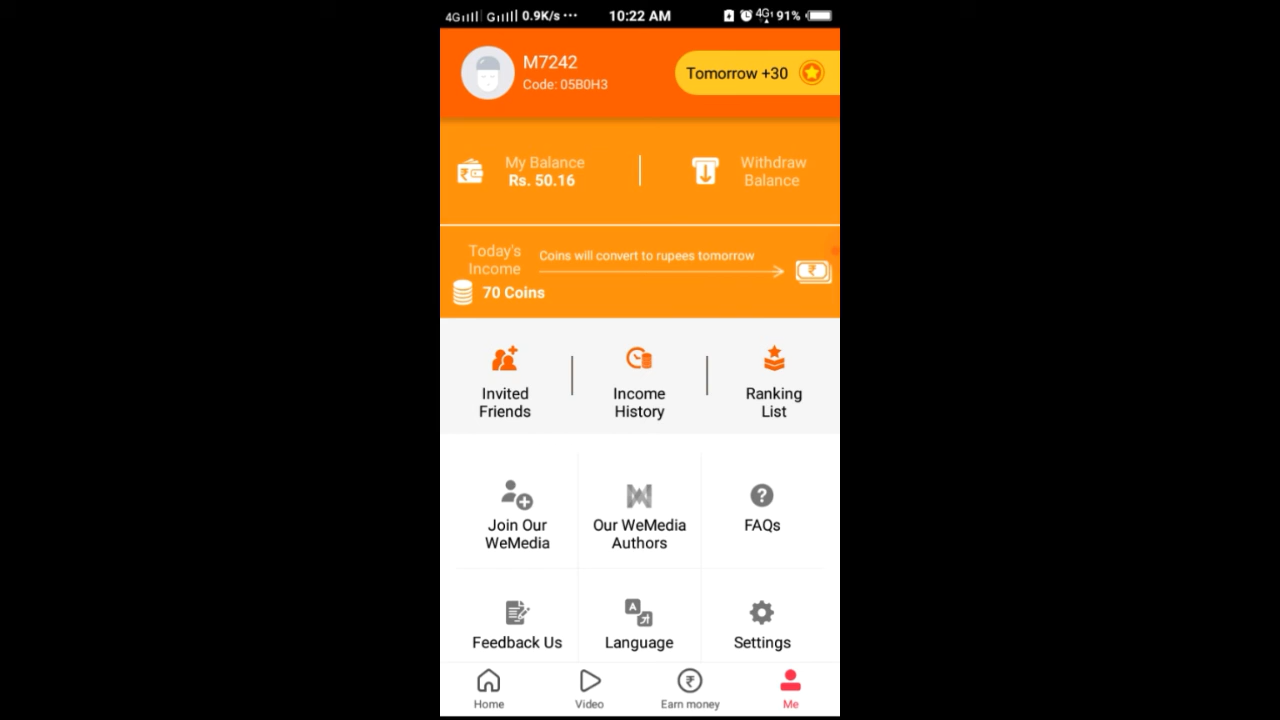 4G G 0.9K/s ... 10:22 AM 4G 91%
M7242
Code: 05B0H3
Tomorrow +30
My Balance
Rs. 50.16
Withdraw
Balance
Today's
Income
Coins will convert to rupees tomorrow
70 Coins
Invited
Friends
Income
History
Ranking
List
Join Our
WeMedia
Our WeMedia
Authors
FAQs
Feedback Us
Language
Settings
Home
Video
Earn money
Me